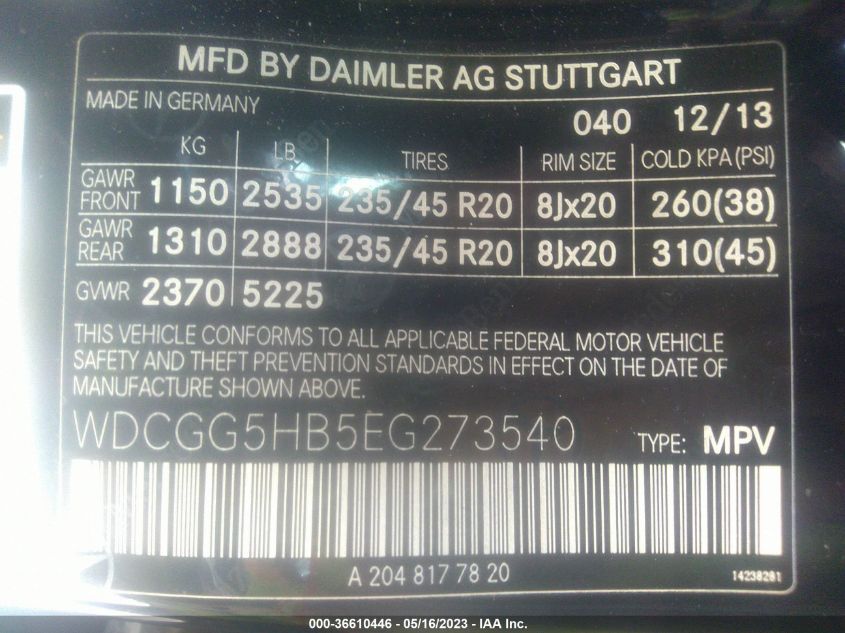 MFD BY DAIMLER AG STUTTGART
MADE IN GERMANY
040 12/13
KG LB TIRES RIM SIZE COLD KPA (PSI)
GAWR FRONT 1150 2535 235/45 R20 8Jx20 260(38)
GAWR REAR 1310 2888 235/45 R20 8Jx20 310(45)
GVWR 2370 5225
THIS VEHICLE CONFORMS TO ALL APPLICABLE FEDERAL MOTOR VEHICLE
SAFETY AND THEFT PREVENTION STANDARDS IN EFFECT ON THE DATE OF
MANUFACTURE SHOWN ABOVE.
WDCGG5HB5EG273540 TYPE: MPV
A 204 817 78 20
14238281
000-36610446 - 05/16/2023 - IAA Inc.